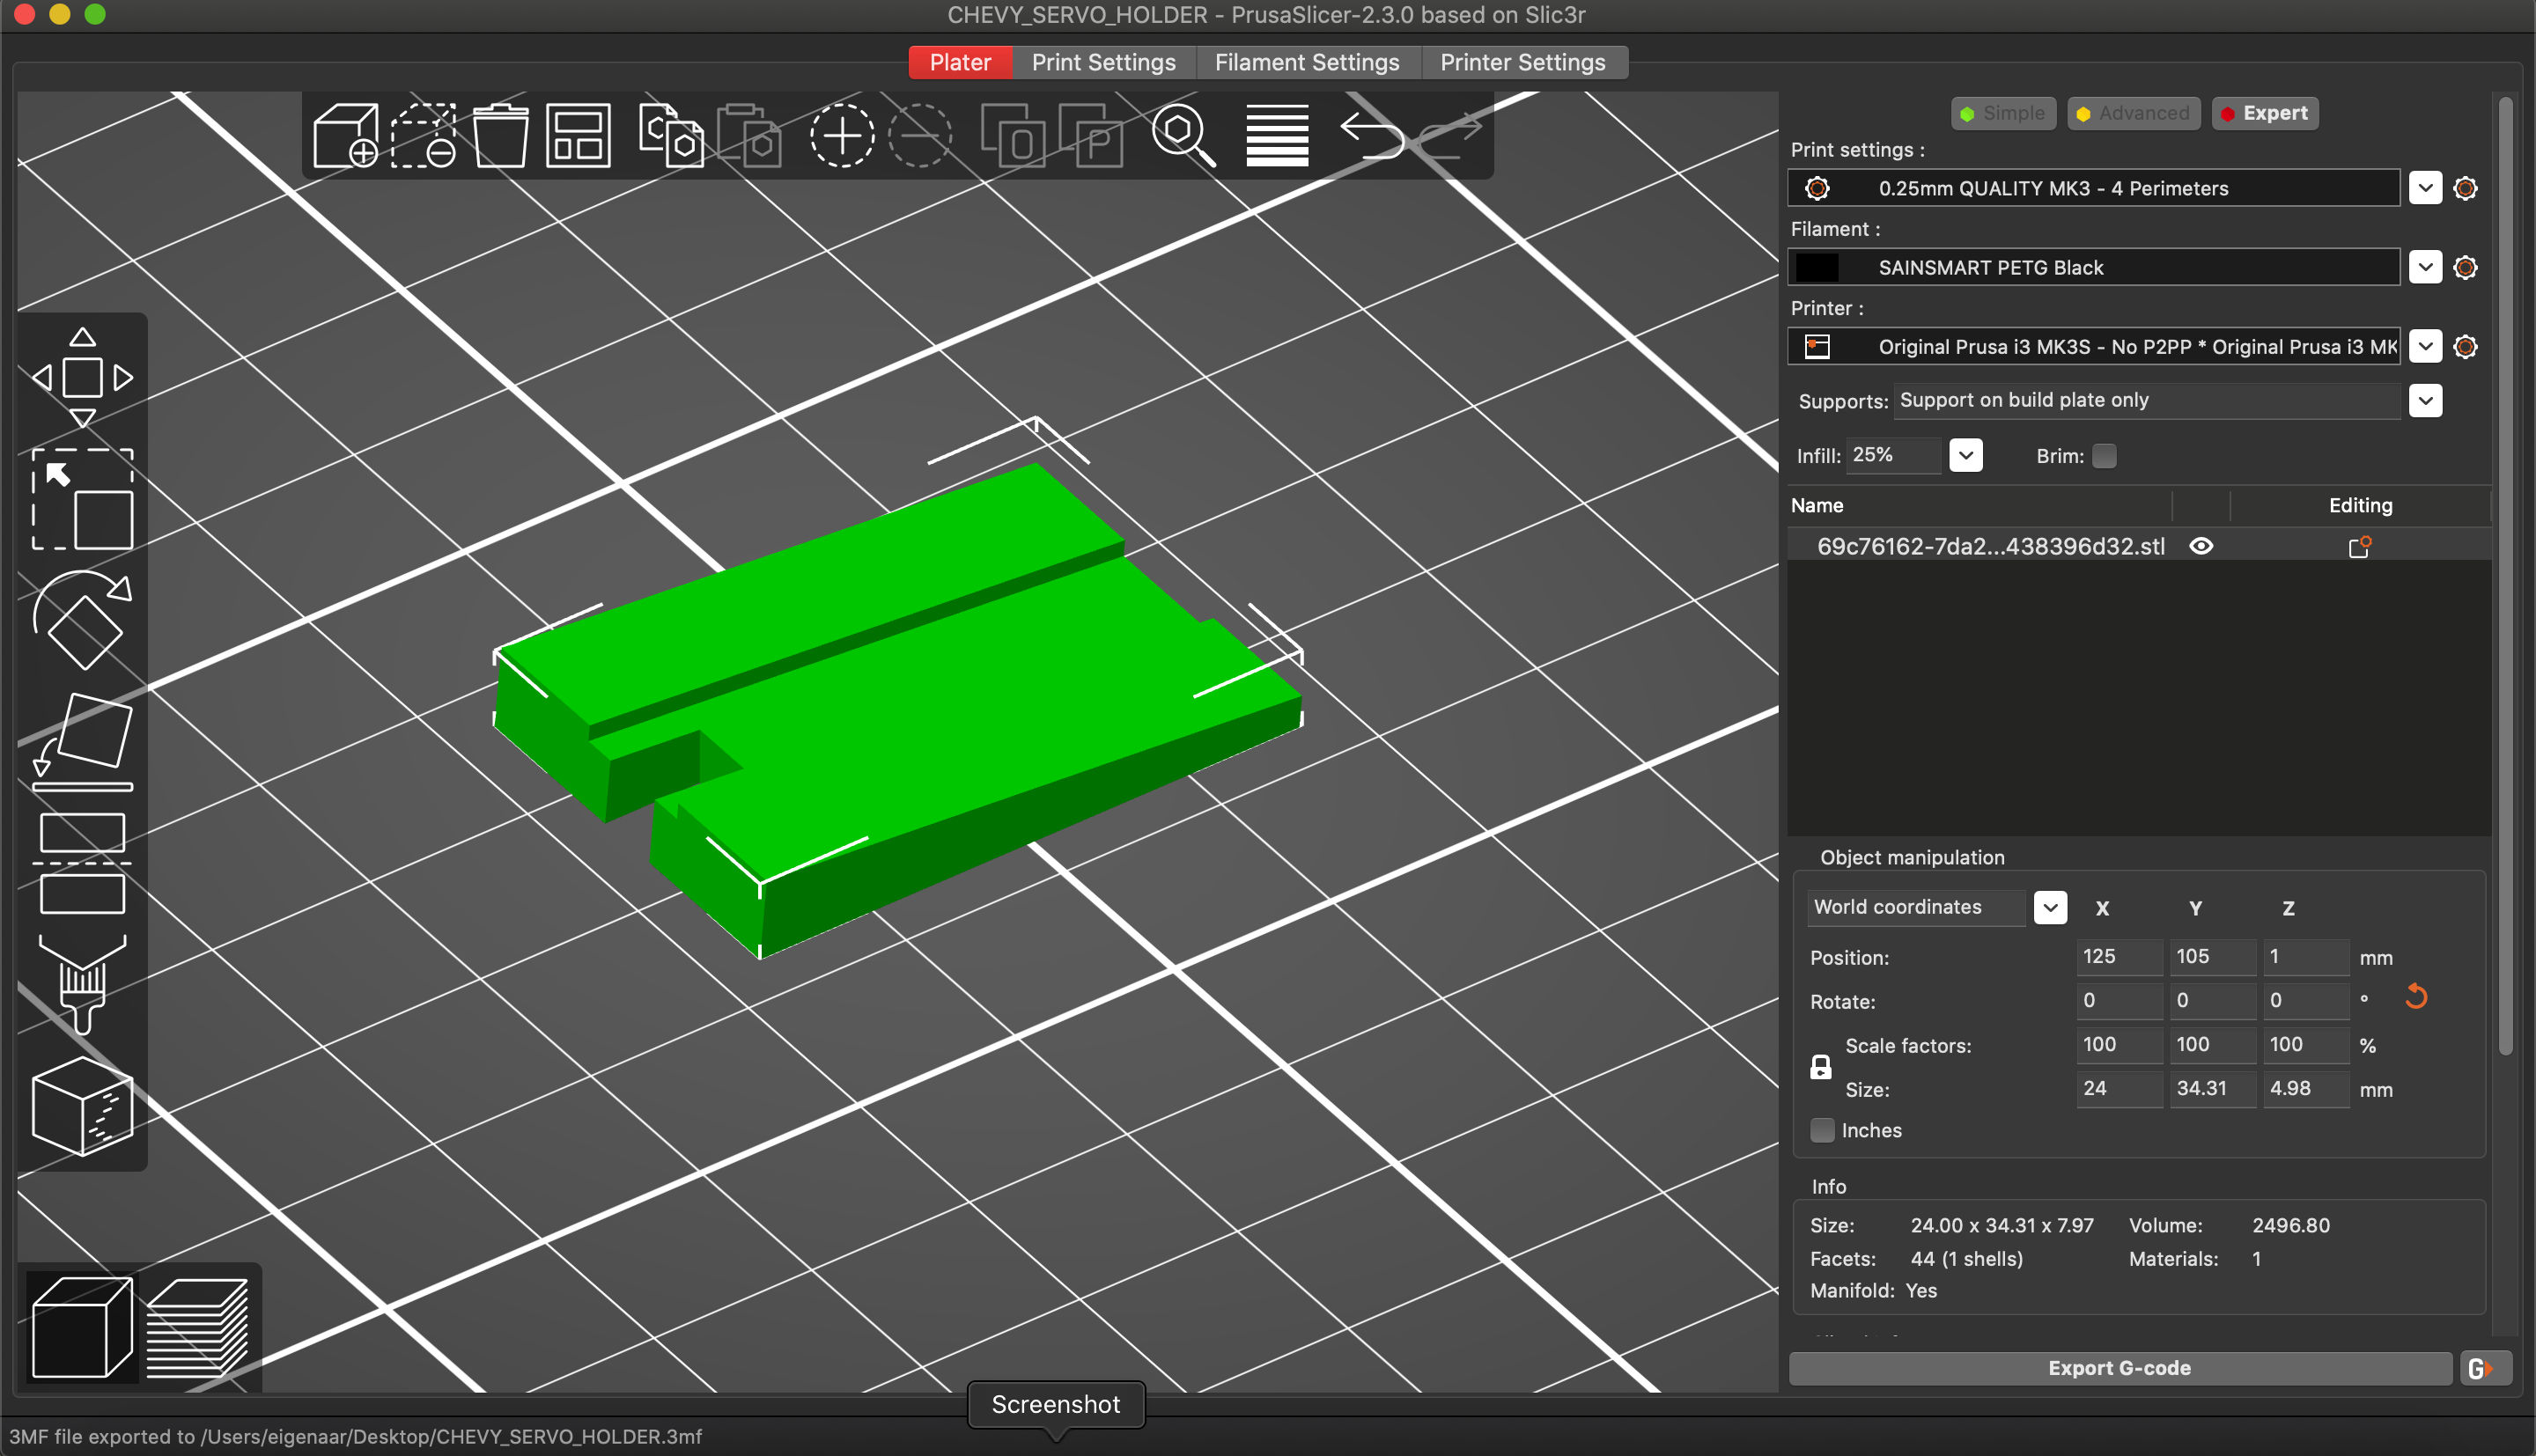 CHEVY_SERVO_HOLDER - PrusaSlicer-2.3.0 based on Slic3r
Plater Print Settings Filament Settings Printer Settings
Simple Advanced Expert
Print settings :
0.25mm QUALITY MK3 - 4 Perimeters
Filament :
SAINSMART PETG Black
Printer :
Original Prusa i3 MK3S - No P2PP * Original Prusa i3 MK
Supports: Support on build plate only
Infill: 25% Brim:
Name Editing
69c76162-7da2...438396d32.stl
Object manipulation
World coordinates X Y Z
Position: 125 105 1 mm
Rotate: 0 0 0 °
Scale factors: 100 100 100 %
Size: 24 34.31 4.98 mm
Inches
Info
Size: 24.00 x 34.31 x 7.97 Volume: 2496.80
Facets: 44 (1 shells) Materials: 1
Manifold: Yes
Export G-code G
Screenshot
3MF file exported to /Users/eigenaar/Desktop/CHEVY_SERVO_HOLDER.3mf